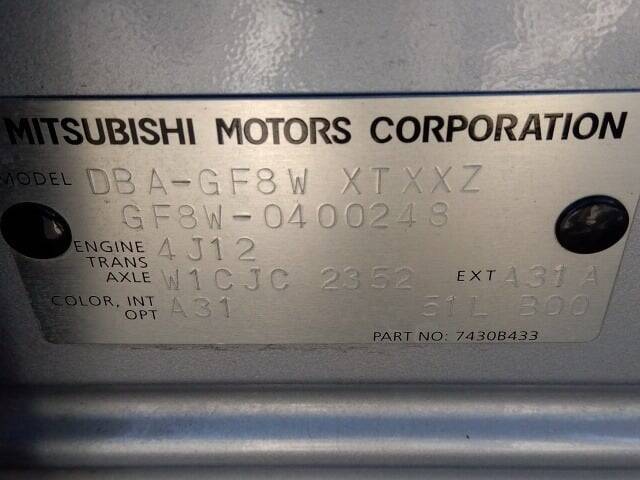 MITSUBISHI MOTORS CORPORATION
MODEL DBA-GF8W XTXXZ
GF8W-0400248
ENGINE 4J12
TRANS AXLE W1CJC 2352 EXT A31A
COLOR, INT OPT A31 51L B00
PART NO: 7430B433